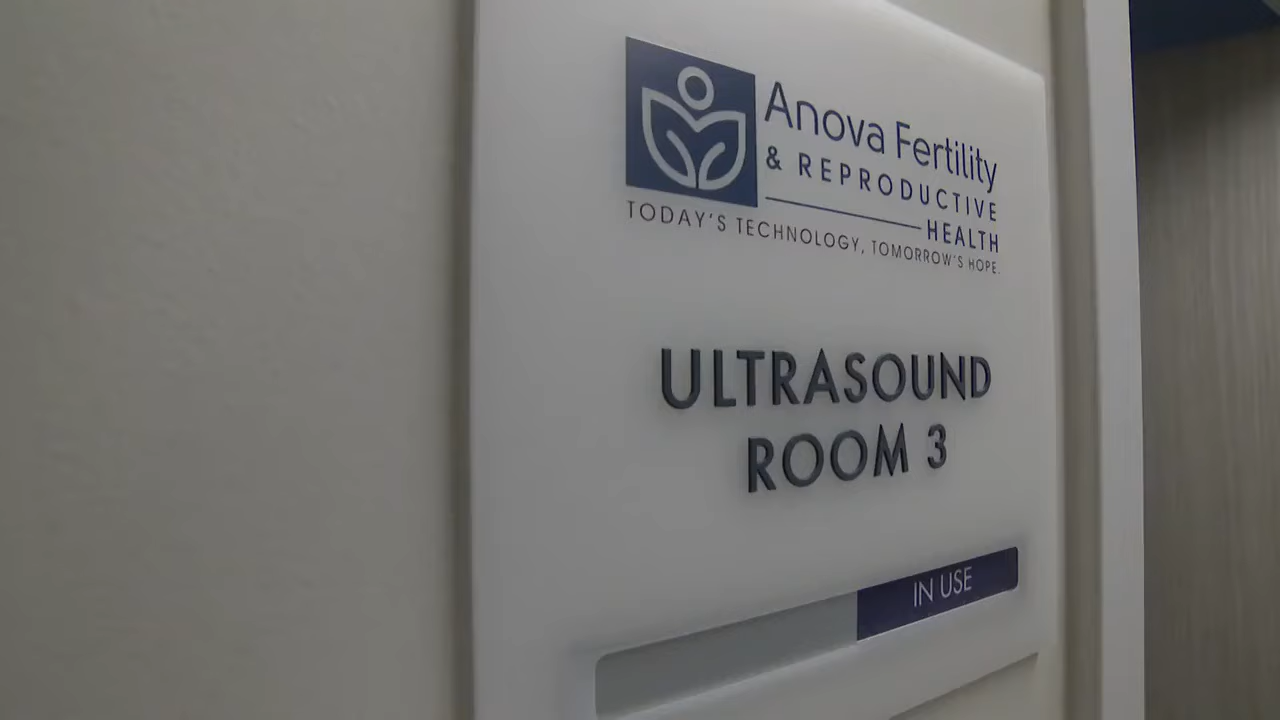 Anova Fertility
& REPRODUCTIVE
HEALTH
TODAY'S TECHNOLOGY, TOMORROW'S HOPE.
ULTRASOUND
ROOM 3
IN USE